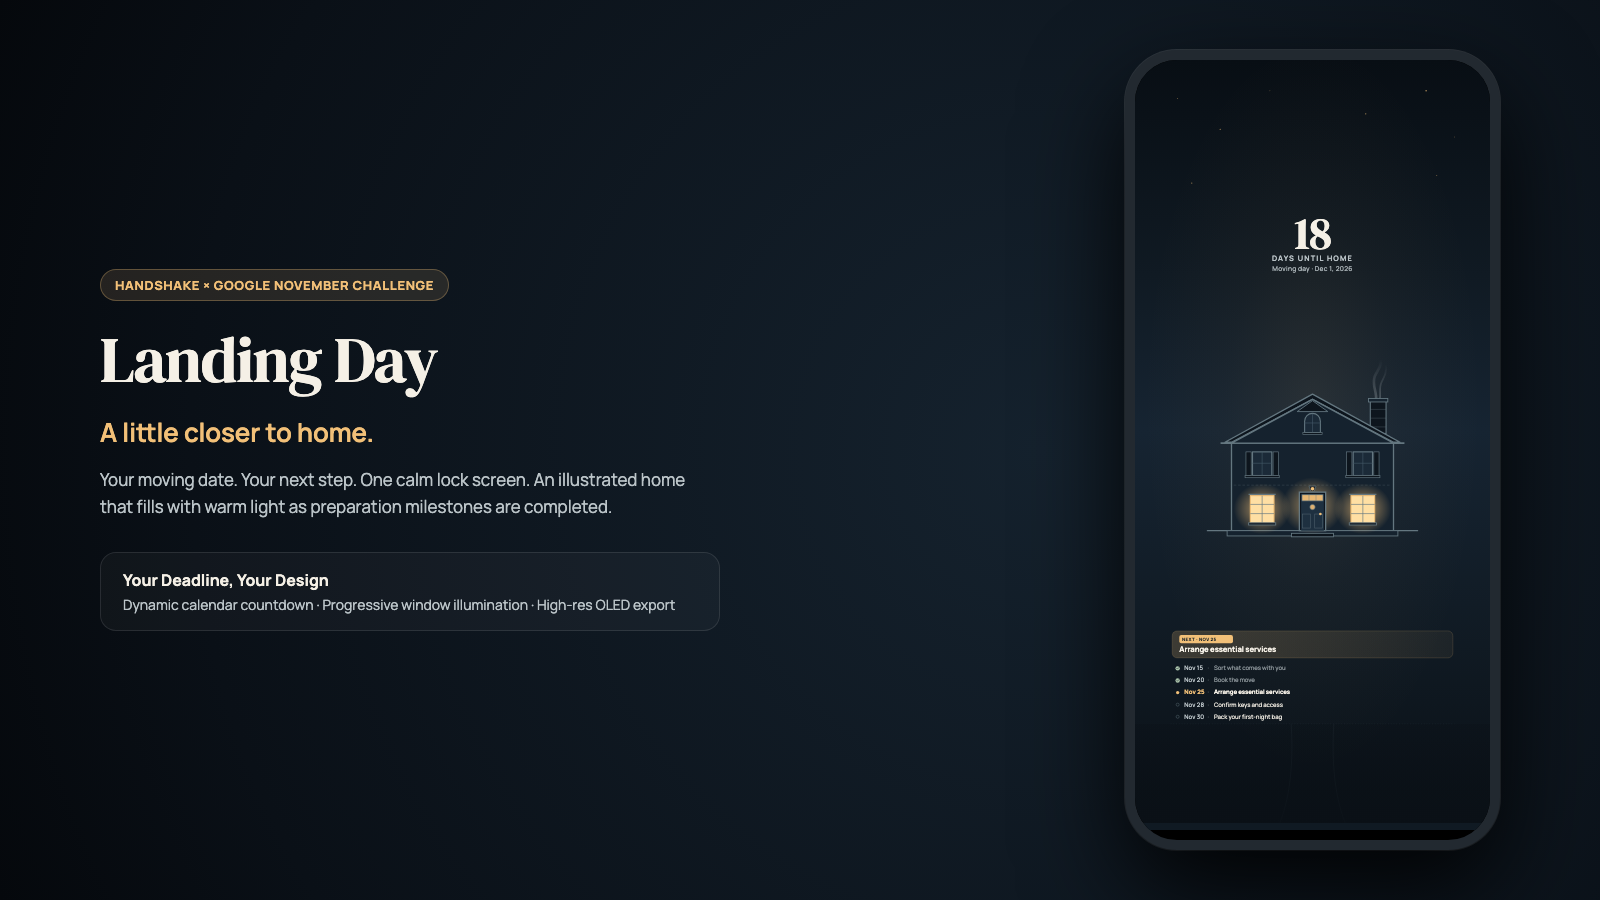 HANDSHAKE × GOOGLE NOVEMBER CHALLENGE
Landing Day
A little closer to home.
Your moving date. Your next step. One calm lock screen. An illustrated home
that fills with warm light as preparation milestones are completed.
Your Deadline, Your Design
Dynamic calendar countdown · Progressive window illumination · High-res OLED export
18
DAYS UNTIL HOME
Moving day · Dec 1, 2026
NEXT · NOV 25
Arrange essential services
Nov 15 · Sort what comes with you
Nov 20 · Book the move
Nov 25 · Arrange essential services
Nov 28 · Confirm keys and access
Nov 30 · Pack your first-night bag